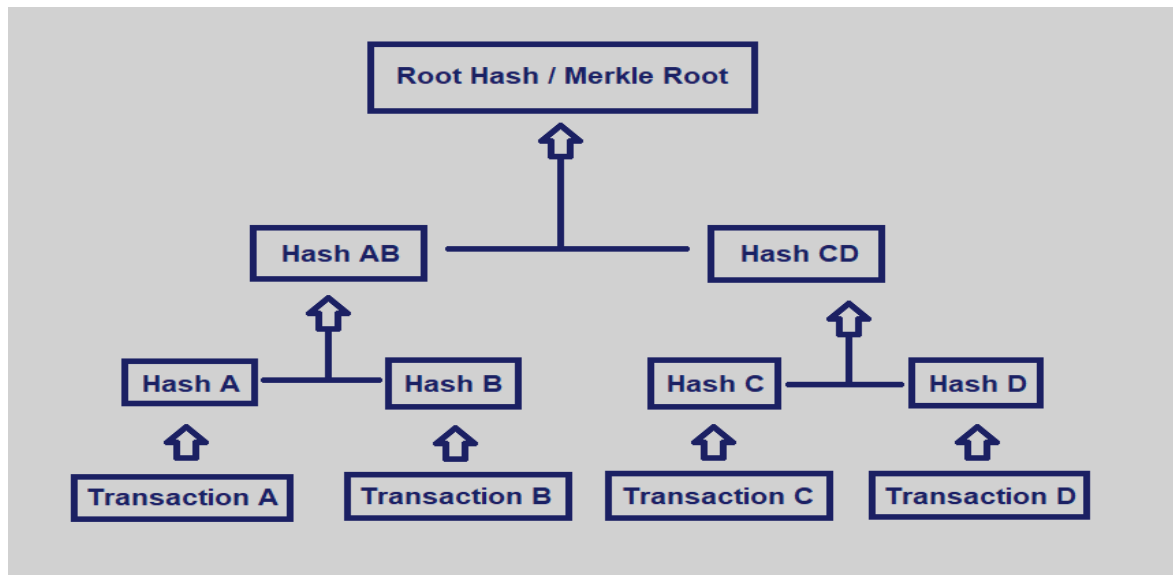 Root Hash / Merkle Root
Hash AB
Hash CD
Hash A
Hash B
Hash C
Hash D
Transaction A
Transaction B
Transaction C
Transaction D